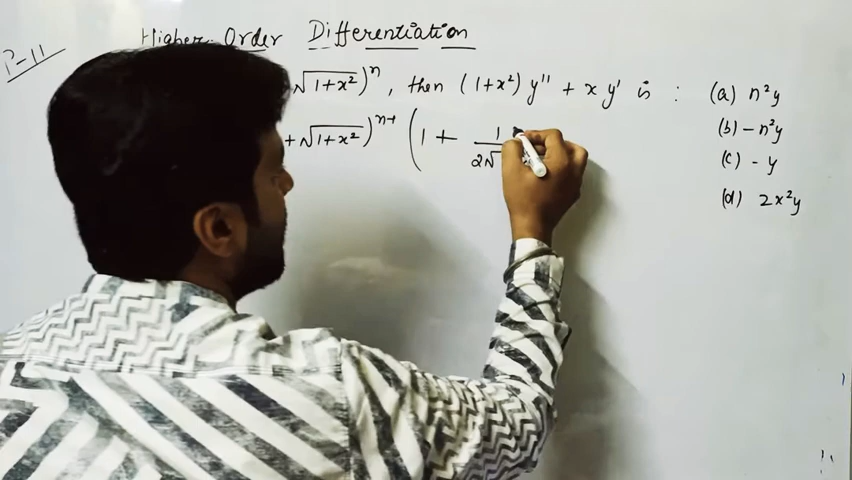 Higher Order Differentiation
P-11
√(1+x²))ⁿ, then (1+x²) y'' + x y' is :
(a) n²y
+ √(1+x²))ⁿ⁻¹ (1 + 1/2√
(b) - n²y
(c) - y
(d) 2x²y